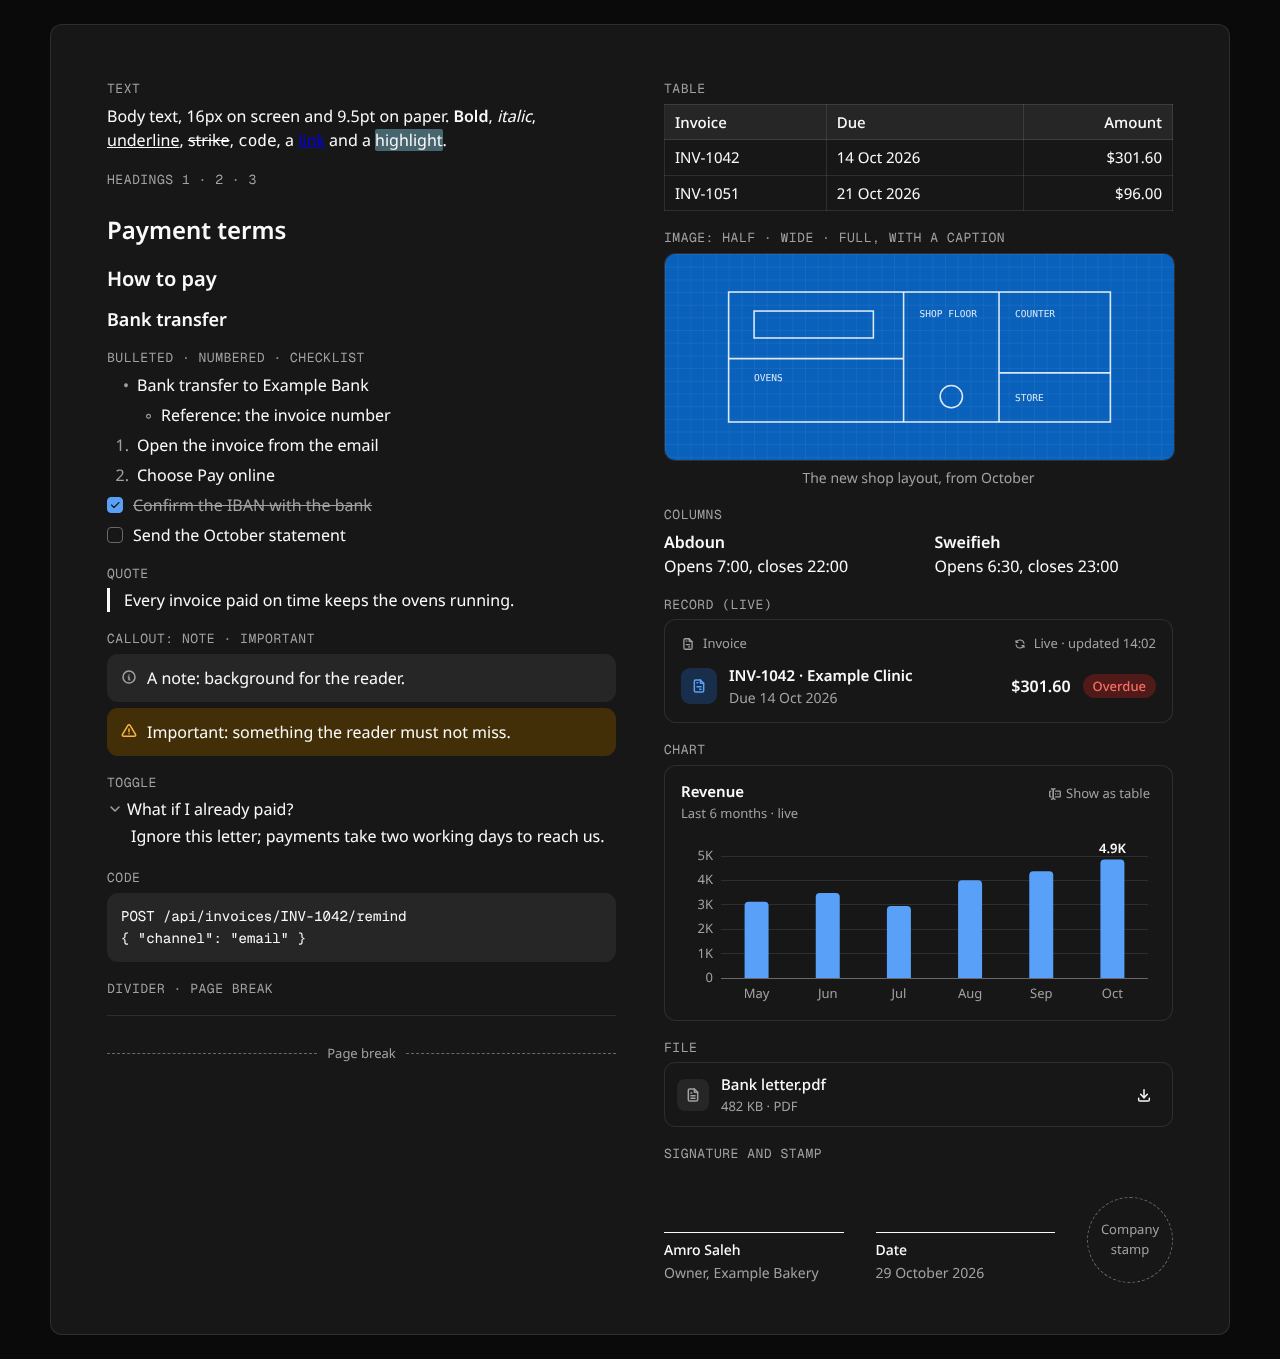 TEXT
Body text, 16px on screen and 9.5pt on paper. Bold, italic,
underline, strike, code, a link and a highlight.
HEADINGS 1 · 2 · 3
Payment terms
How to pay
Bank transfer
BULLETED · NUMBERED · CHECKLIST
• Bank transfer to Example Bank
◦ Reference: the invoice number
1. Open the invoice from the email
2. Choose Pay online
Confirm the IBAN with the bank
Send the October statement
QUOTE
Every invoice paid on time keeps the ovens running.
CALLOUT: NOTE · IMPORTANT
A note: background for the reader.
Important: something the reader must not miss.
TOGGLE
What if I already paid?
Ignore this letter; payments take two working days to reach us.
CODE
POST /api/invoices/INV-1042/remind
{ "channel": "email" }
DIVIDER · PAGE BREAK
Page break
TABLE
Invoice Due Amount
INV-1042 14 Oct 2026 $301.60
INV-1051 21 Oct 2026 $96.00
IMAGE: HALF · WIDE · FULL, WITH A CAPTION
SHOP FLOOR COUNTER
OVENS
STORE
The new shop layout, from October
COLUMNS
Abdoun Sweifieh
Opens 7:00, closes 22:00 Opens 6:30, closes 23:00
RECORD (LIVE)
Invoice Live · updated 14:02
INV-1042 · Example Clinic $301.60 Overdue
Due 14 Oct 2026
CHART
Revenue Show as table
Last 6 months · live
4.9K
5K
4K
3K
2K
1K
0
May Jun Jul Aug Sep Oct
FILE
Bank letter.pdf
482 KB · PDF
SIGNATURE AND STAMP
Company
stamp
Amro Saleh Date
Owner, Example Bakery 29 October 2026